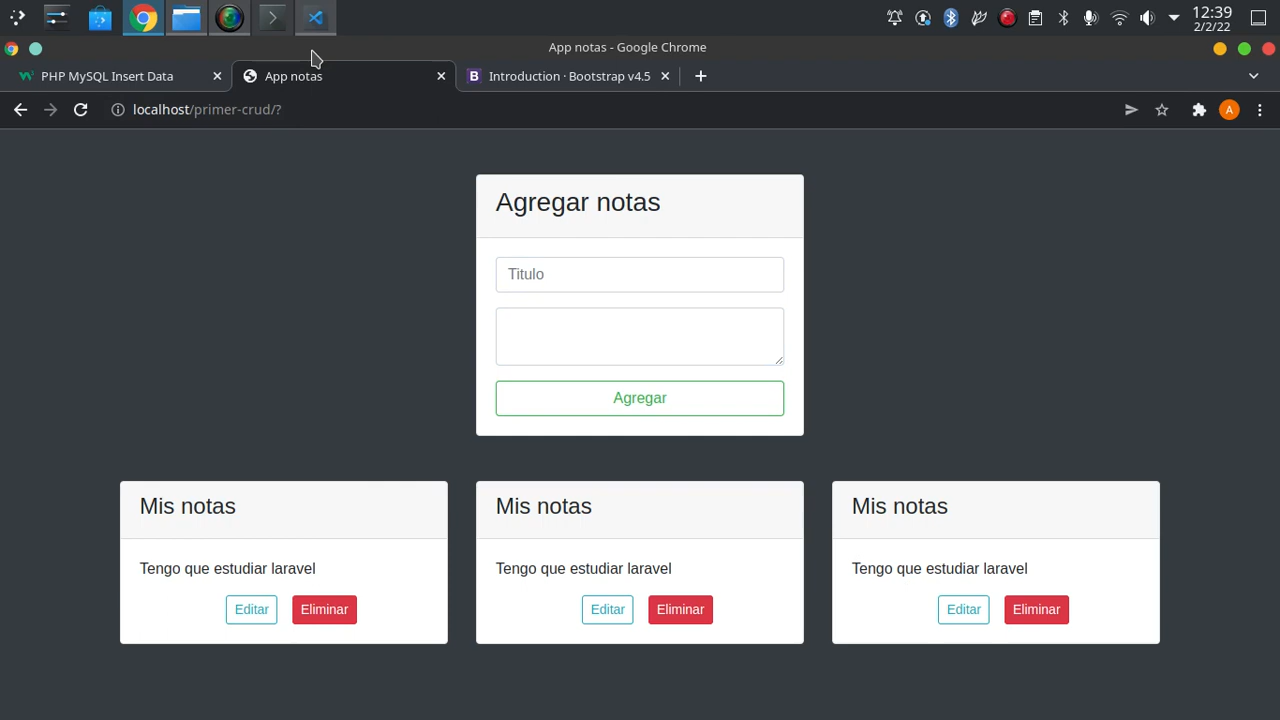 12:39
2/2/22
App notas - Google Chrome
PHP MySQL Insert Data
App notas
B Introduction · Bootstrap v4.5
localhost/primer-crud/?
A
Agregar notas
Titulo
Agregar
Mis notas
Tengo que estudiar laravel
Editar Eliminar
Mis notas
Tengo que estudiar laravel
Editar Eliminar
Mis notas
Tengo que estudiar laravel
Editar Eliminar